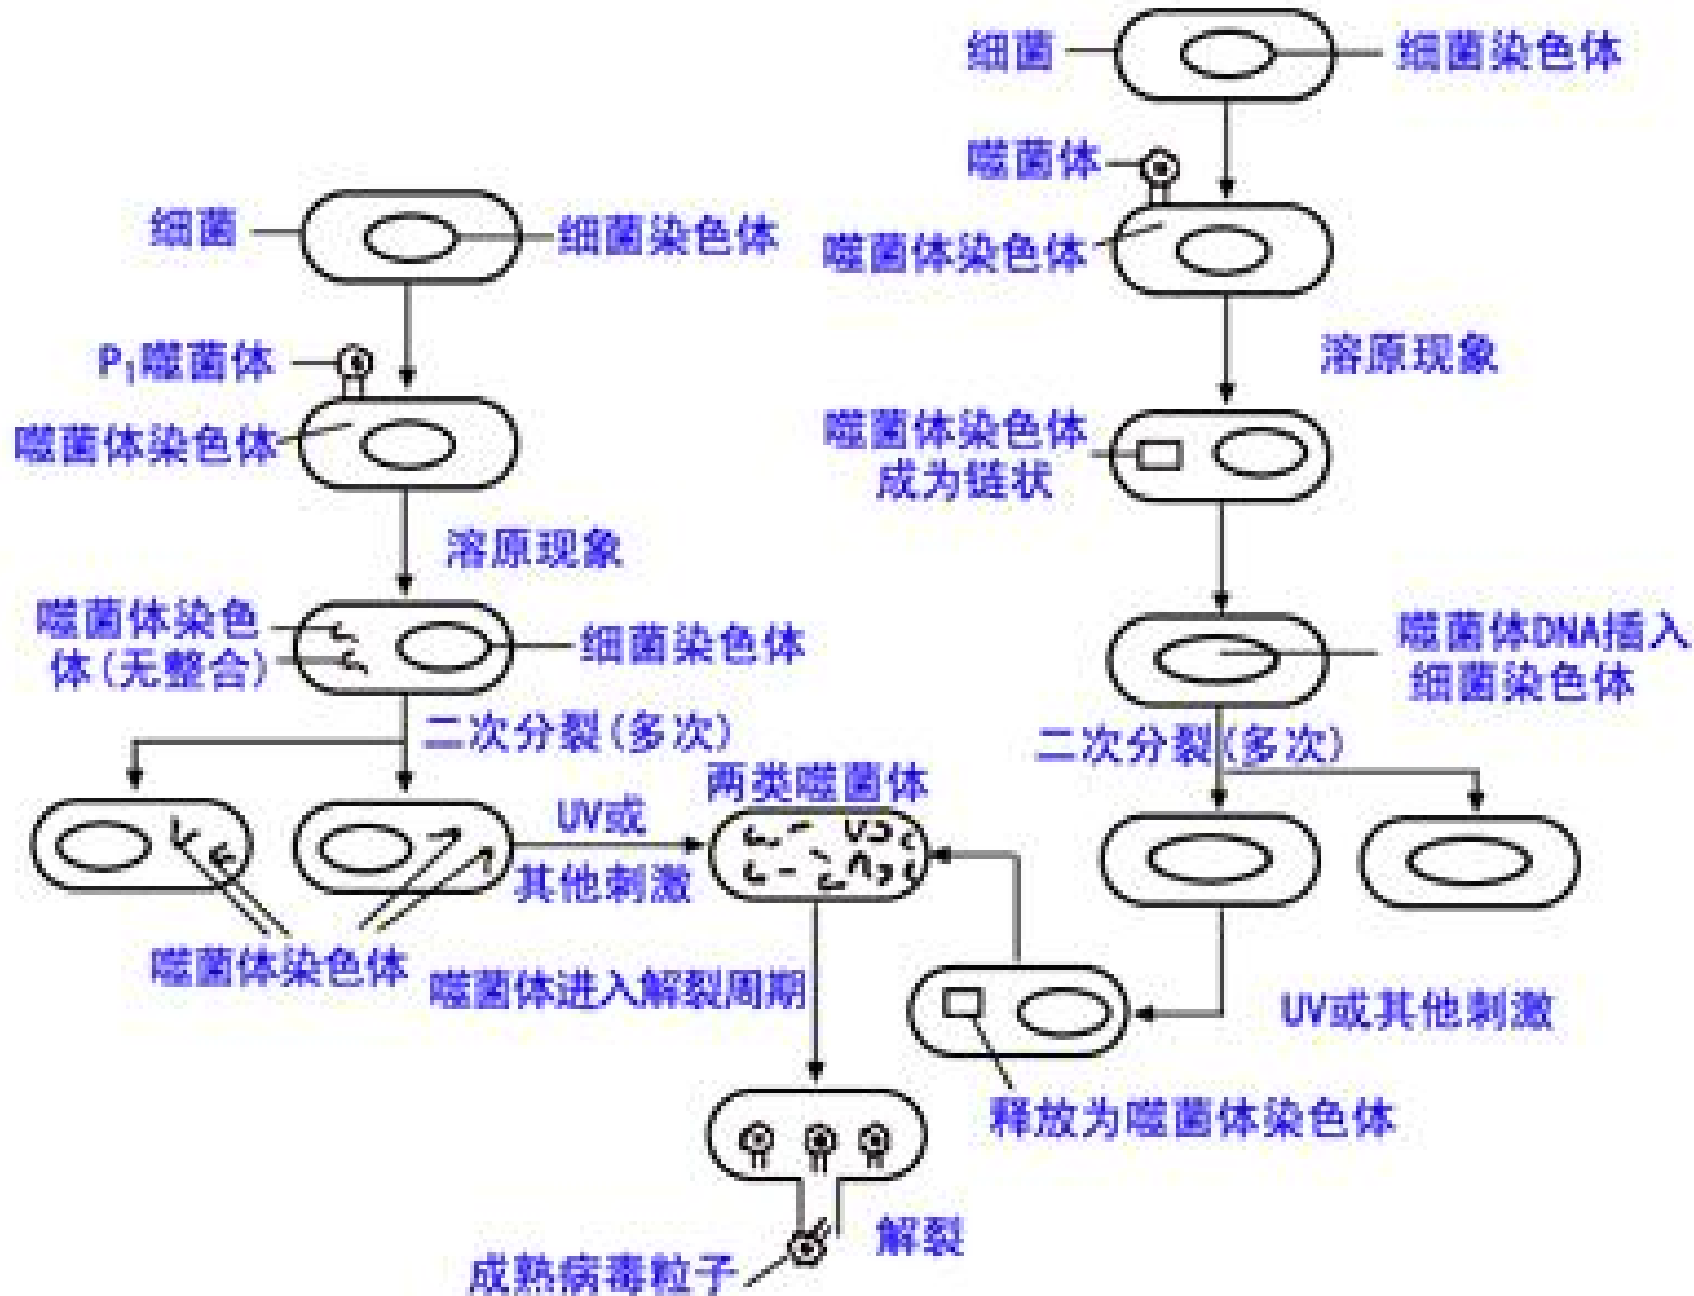 细菌
细菌染色体
噬菌体
噬菌体染色体
溶原现象
噬菌体染色体
成为链状
噬菌体DNA插入
细菌染色体
二次分裂(多次)
UV或其他刺激
释放为噬菌体染色体
细菌
细菌染色体
P₁噬菌体
噬菌体染色体
溶原现象
噬菌体染色
体(无整合)
细菌染色体
二次分裂(多次)
两类噬菌体
UV或
其他刺激
噬菌体染色体
噬菌体进入解裂周期
解裂
成熟病毒粒子